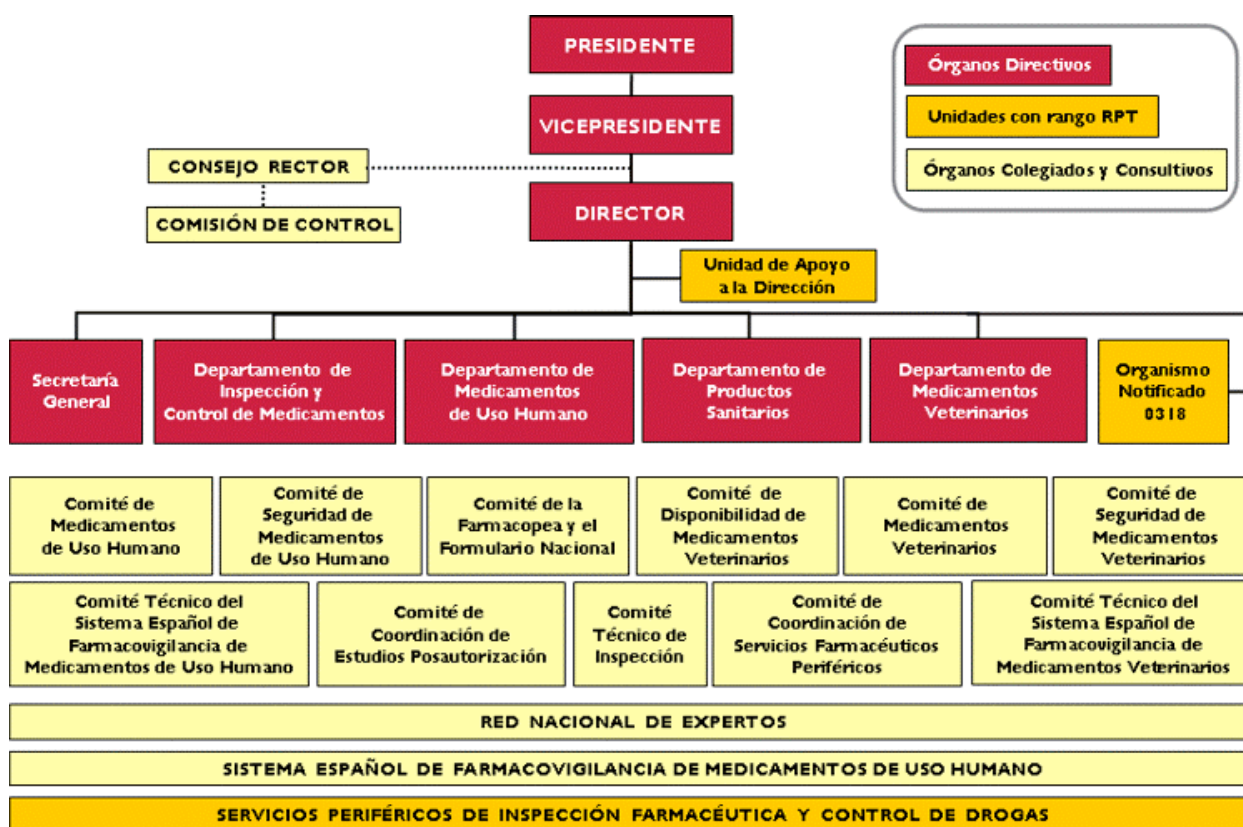 PRESIDENTE
VICEPRESIDENTE
CONSEJO RECTOR
COMISIÓN DE CONTROL
DIRECTOR
Unidad de Apoyo
a la Dirección
Órganos Directivos
Unidades con rango RPT
Órganos Colegiados y Consultivos
Secretaría
General
Departamento de
Inspección y
Control de Medicamentos
Departamento de
Medicamentos
de Uso Humano
Departamento de
Productos
Sanitarios
Departamento de
Medicamentos
Veterinarios
Organismo
Notificado
0318
Comité de
Medicamentos
de Uso Humano
Comité de
Seguridad de
Medicamentos
de Uso Humano
Comité de la
Farmacopea y el
Formulario Nacional
Comité de
Disponibilidad de
Medicamentos
Veterinarios
Comité de
Medicamentos
Veterinarios
Comité de
Seguridad de
Medicamentos
Veterinarios
Comité Técnico del
Sistema Español de
Farmacovigilancia de
Medicamentos de Uso Humano
Comité de
Coordinación de
Estudios Posautorización
Comité
Técnico de
Inspección
Comité de
Coordinación de
Servicios Farmacéuticos
Periféricos
Comité Técnico del
Sistema Español de
Farmacovigilancia de
Medicamentos Veterinarios
RED NACIONAL DE EXPERTOS
SISTEMA ESPAÑOL DE FARMACOVIGILANCIA DE MEDICAMENTOS DE USO HUMANO
SERVICIOS PERIFÉRICOS DE INSPECCIÓN FARMACÉUTICA Y CONTROL DE DROGAS